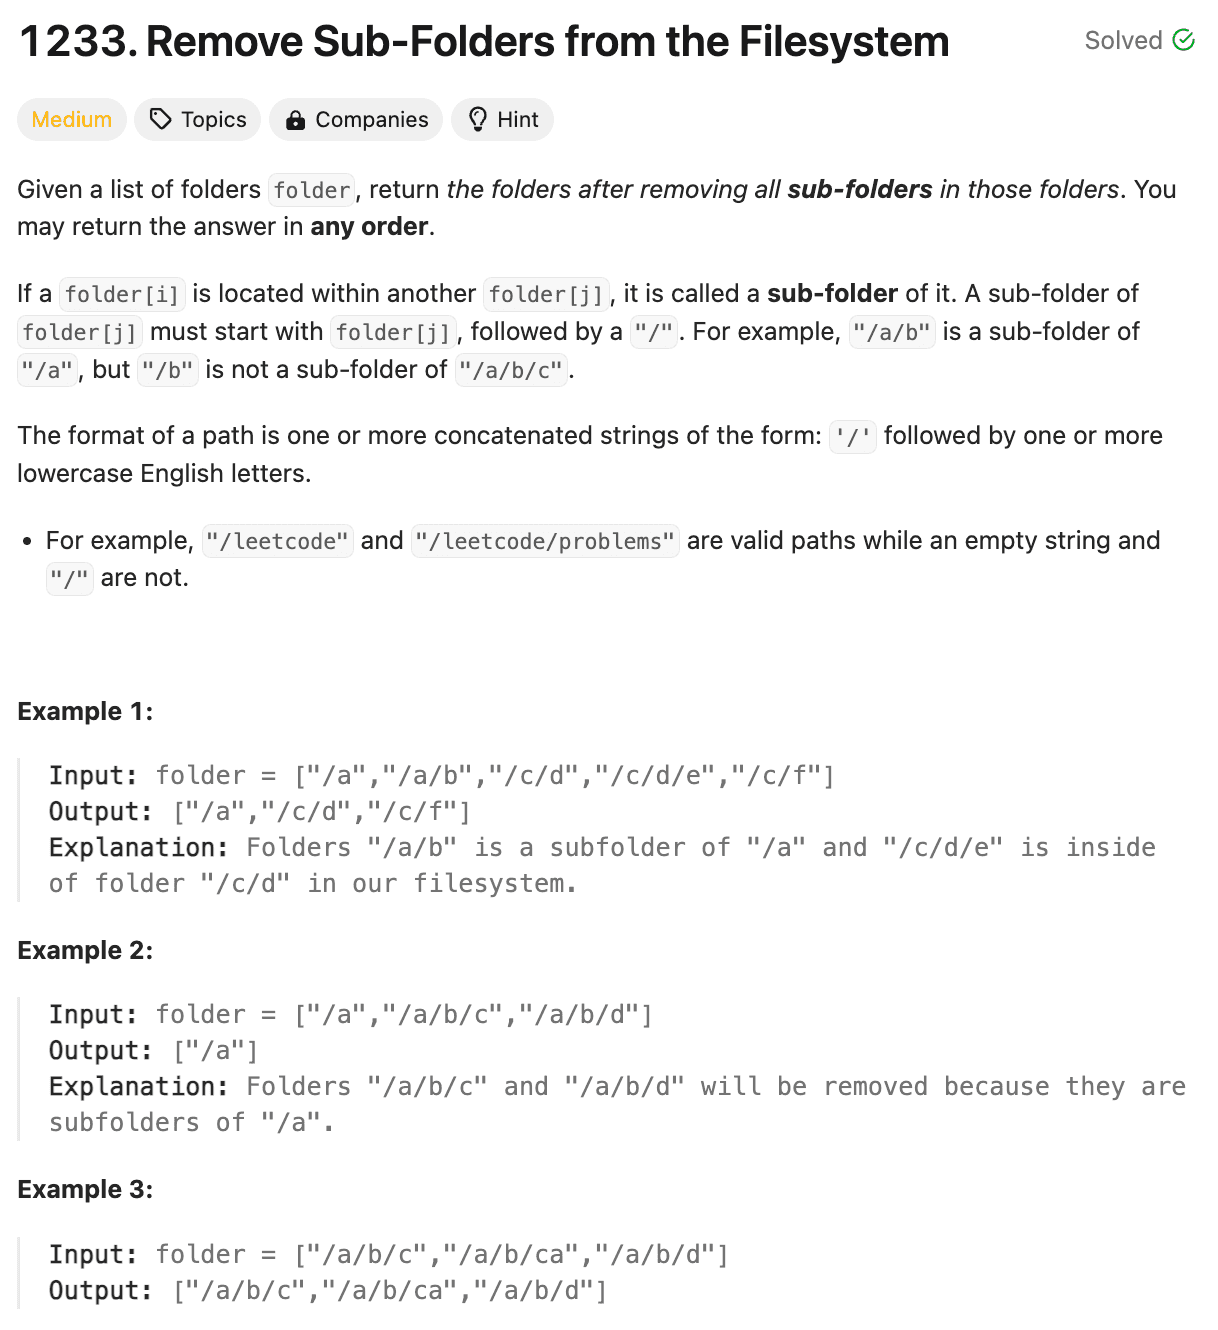 1233. Remove Sub-Folders from the Filesystem
Solved
Medium
Topics
Companies
Hint
Given a list of folders folder, return the folders after removing all sub-folders in those folders. You
may return the answer in any order.
If a folder[i] is located within another folder[j], it is called a sub-folder of it. A sub-folder of
folder[j] must start with folder[j], followed by a "/". For example, "/a/b" is a sub-folder of
"/a", but "/b" is not a sub-folder of "/a/b/c".
The format of a path is one or more concatenated strings of the form: '/' followed by one or more
lowercase English letters.
• For example, "/leetcode" and "/leetcode/problems" are valid paths while an empty string and
"/" are not.
Example 1:
Input: folder = ["/a","/a/b","/c/d","/c/d/e","/c/f"]
Output: ["/a","/c/d","/c/f"]
Explanation: Folders "/a/b" is a subfolder of "/a" and "/c/d/e" is inside
of folder "/c/d" in our filesystem.
Example 2:
Input: folder = ["/a","/a/b/c","/a/b/d"]
Output: ["/a"]
Explanation: Folders "/a/b/c" and "/a/b/d" will be removed because they are
subfolders of "/a".
Example 3:
Input: folder = ["/a/b/c","/a/b/ca","/a/b/d"]
Output: ["/a/b/c","/a/b/ca","/a/b/d"]